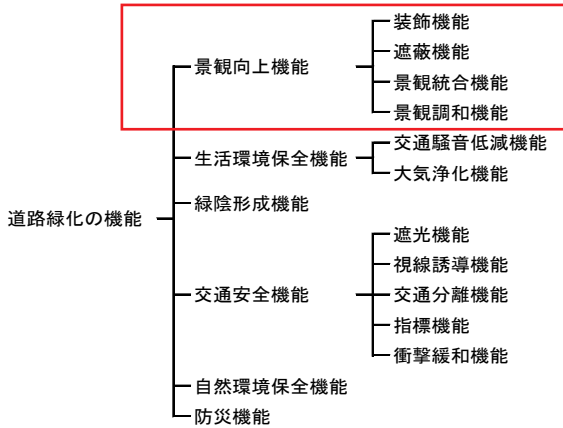 道路緑化の機能
景観向上機能
装飾機能
遮蔽機能
景観統合機能
景観調和機能
生活環境保全機能
交通騒音低減機能
大気浄化機能
緑陰形成機能
交通安全機能
遮光機能
視線誘導機能
交通分離機能
指標機能
衝撃緩和機能
自然環境保全機能
防災機能